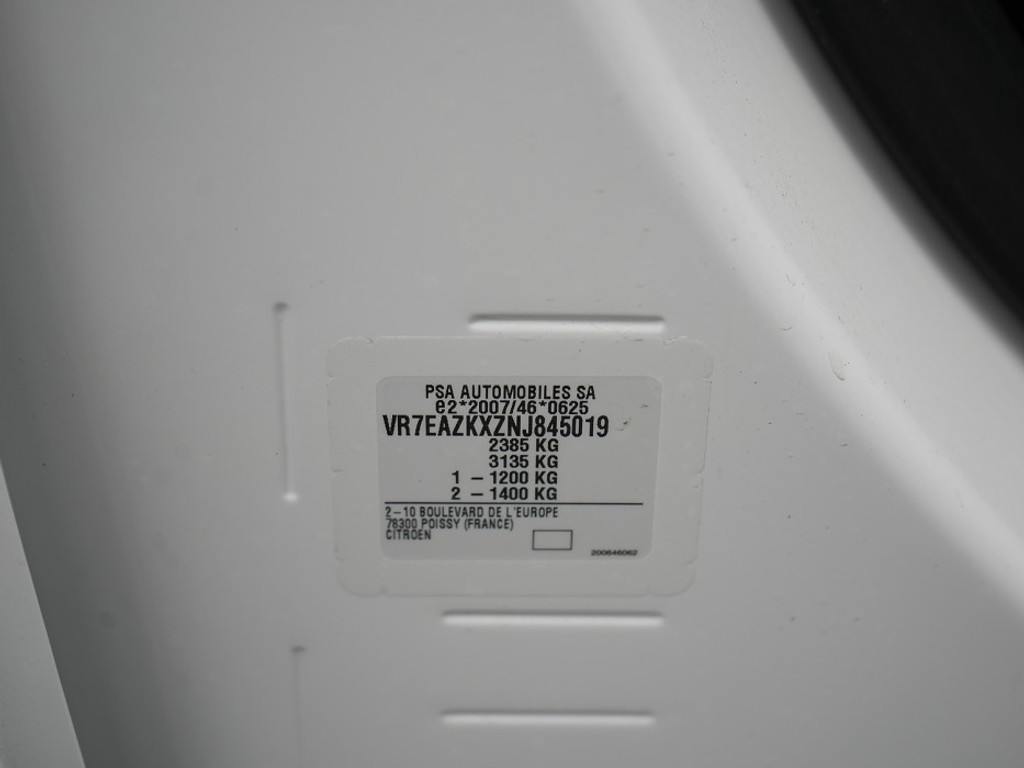 PSA AUTOMOBILES SA
e2*2007/46*0625
VR7EAZKXZNJ845019
2385 KG
3135 KG
1 – 1200 KG
2 – 1400 KG
2–10 BOULEVARD DE L'EUROPE
78300 POISSY (FRANCE)
CITROEN
200646062